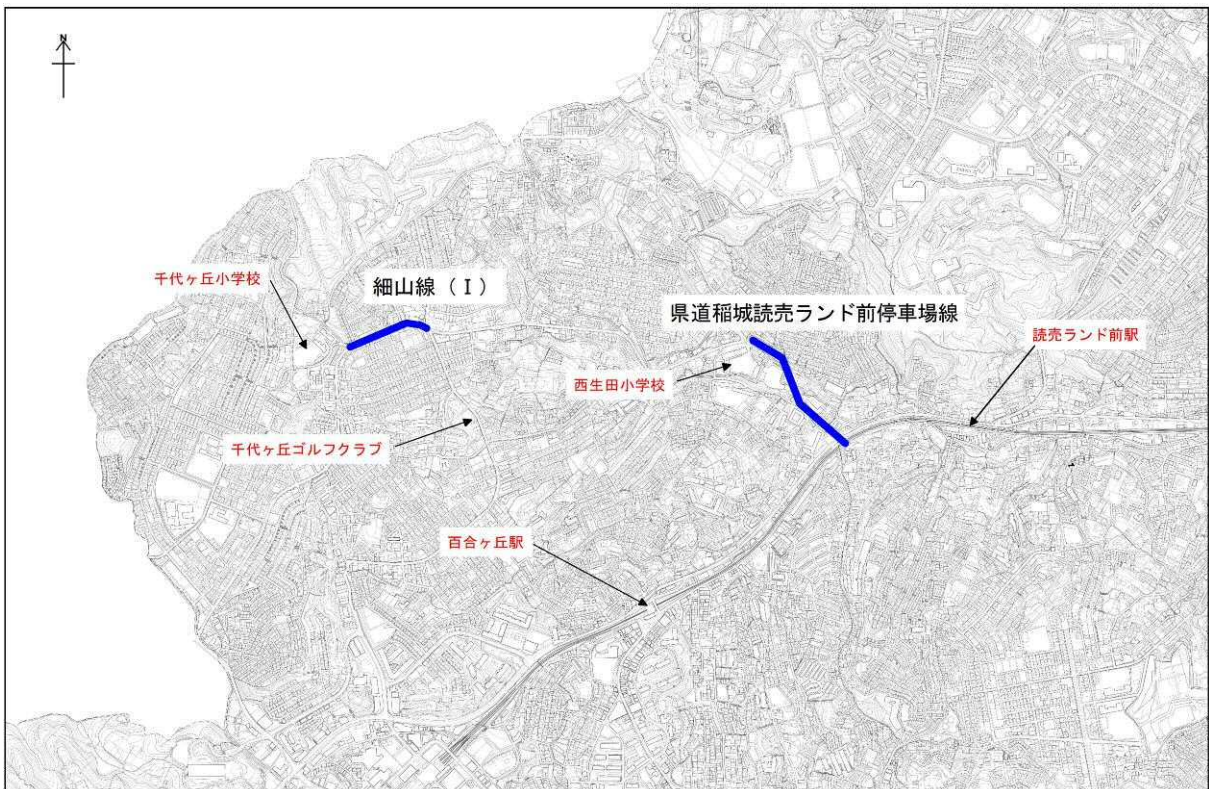 N
千代ヶ丘小学校
細山線（Ⅰ）
県道稲城読売ランド前停車場線
読売ランド前駅
西生田小学校
千代ヶ丘ゴルフクラブ
百合ヶ丘駅